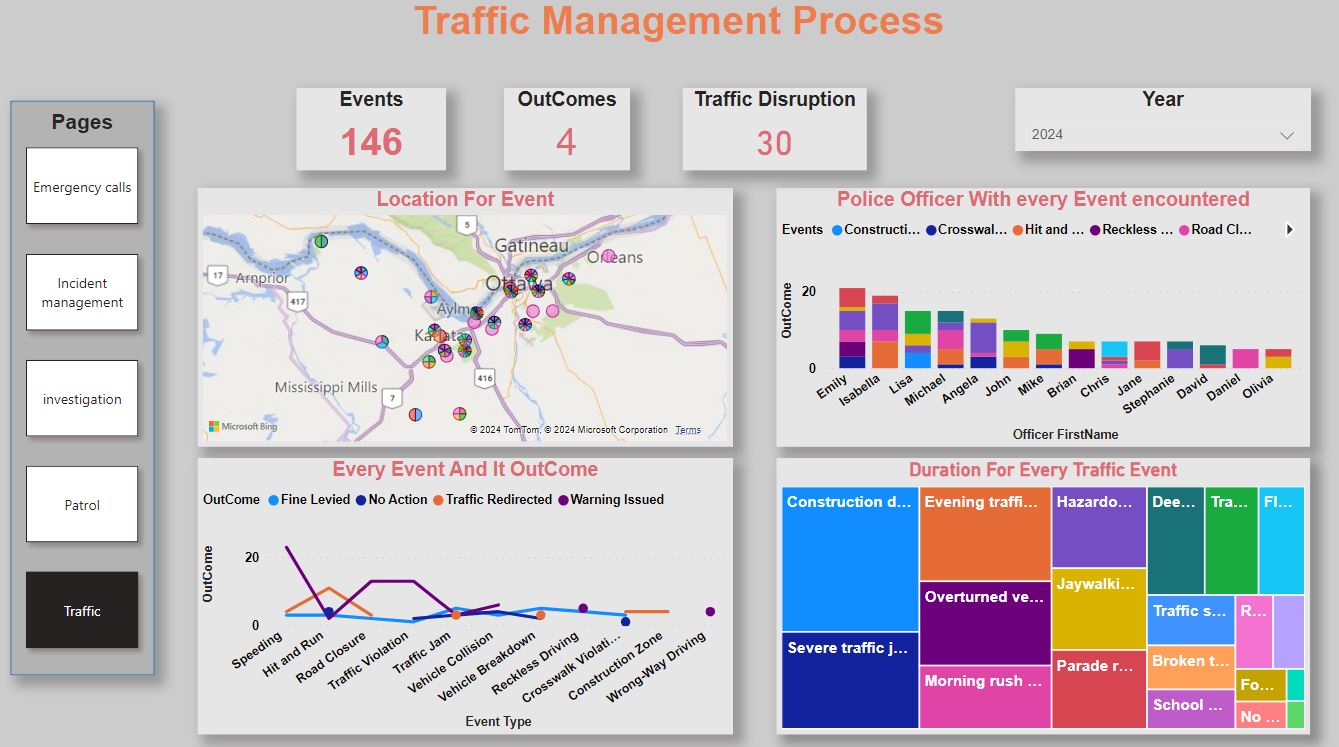 Traffic Management Process
Pages
Emergency calls
Incident
management
investigation
Patrol
Traffic
Events
146
OutComes
4
Traffic Disruption
30
Year
2024
Location For Event
5
Gatineau
Orleans
Ottawa
17
Arnprior
417
Aylm
Kanata
416
Mississippi Mills
7
Microsoft Bing
© 2024 TomTom, © 2024 Microsoft Corporation Terms
Police Officer With every Event encountered
Events Constructi... Crosswal... Hit and ... Reckless ... Road Cl...
OutCome
20
0
Emily
Isabella
Lisa
Michael
Angela
John
Mike
Brian
Chris
Jane
Stephanie
David
Daniel
Olivia
Officer FirstName
Every Event And It OutCome
OutCome Fine Levied No Action Traffic Redirected Warning Issued
OutCome
20
0
Speeding
Hit and Run
Road Closure
Traffic Violation
Traffic Jam
Vehicle Collision
Vehicle Breakdown
Reckless Driving
Crosswalk Violati...
Construction Zone
Wrong-Way Driving
Event Type
Duration For Every Traffic Event
Construction d...
Severe traffic j...
Evening traffi...
Overturned ve...
Morning rush ...
Hazardo...
Jaywalki...
Parade r...
Dee...
Tra...
Fl...
Traffic s...
Broken t...
School ...
R...
Fo...
No ...